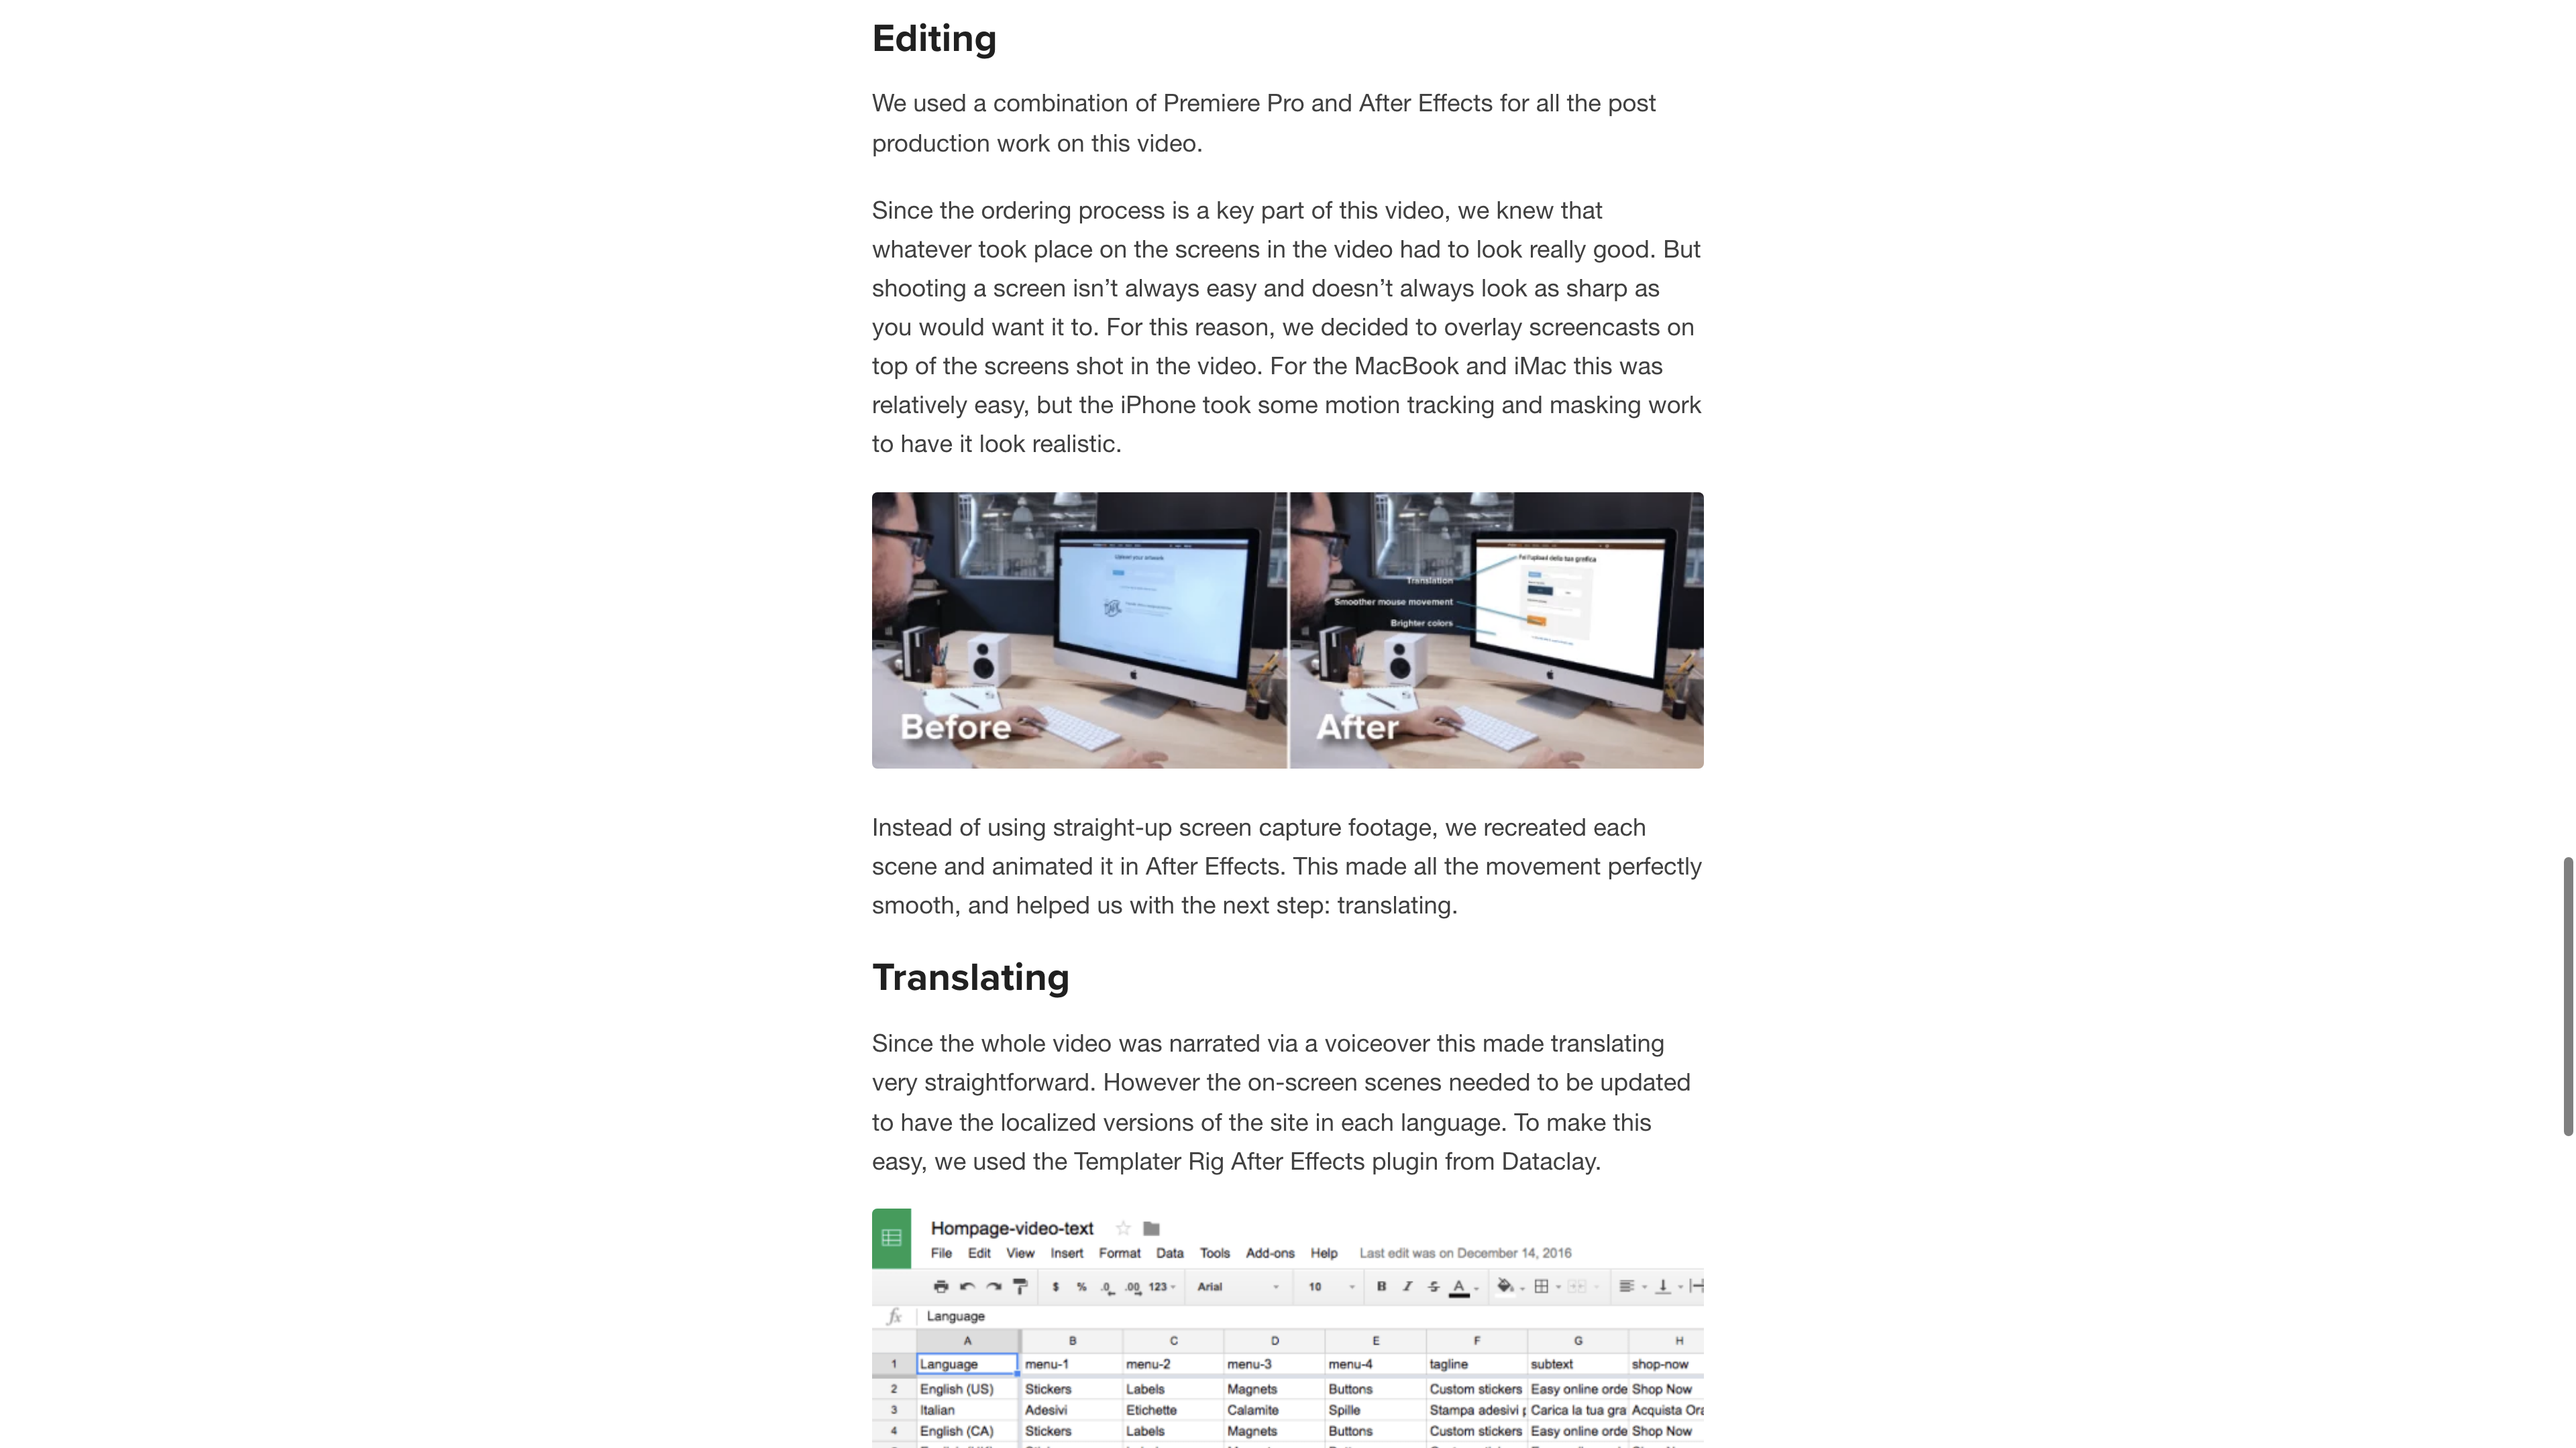 Editing
We used a combination of Premiere Pro and After Effects for all the post
production work on this video.
Since the ordering process is a key part of this video, we knew that
whatever took place on the screens in the video had to look really good. But
shooting a screen isn’t always easy and doesn’t always look as sharp as
you would want it to. For this reason, we decided to overlay screencasts on
top of the screens shot in the video. For the MacBook and iMac this was
relatively easy, but the iPhone took some motion tracking and masking work
to have it look realistic.
Upload your artwork
Fai l'upload della tua grafica
Translation
Smoother mouse movement
Brighter colors
Before
After
Instead of using straight-up screen capture footage, we recreated each
scene and animated it in After Effects. This made all the movement perfectly
smooth, and helped us with the next step: translating.
Translating
Since the whole video was narrated via a voiceover this made translating
very straightforward. However the on-screen scenes needed to be updated
to have the localized versions of the site in each language. To make this
easy, we used the Templater Rig After Effects plugin from Dataclay.
Hompage-video-text
File Edit View Insert Format Data Tools Add-ons Help Last edit was on December 14, 2016
$ % .0 .00 123 Arial 10 B I S A
fx Language
A B C D E F G H
1 Language menu-1 menu-2 menu-3 menu-4 tagline subtext shop-now
2 English (US) Stickers Labels Magnets Buttons Custom stickers Easy online orde Shop Now
3 Italian Adesivi Etichette Calamite Spille Stampa adesivi p Carica la tua gra Acquista Ora
4 English (CA) Stickers Labels Magnets Buttons Custom stickers Easy online orde Shop Now